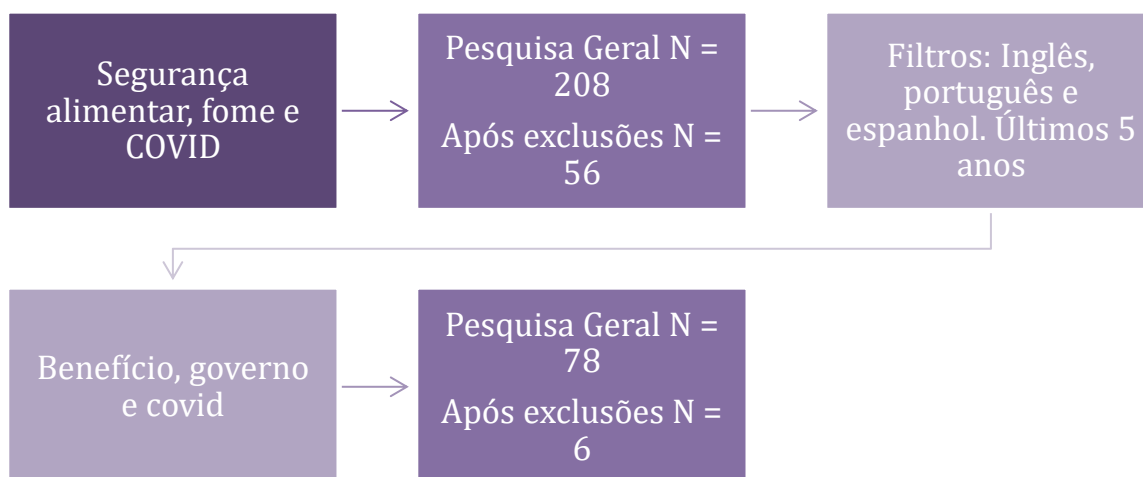 Segurança
alimentar, fome e
COVID
Pesquisa Geral N =
208
Após exclusões N =
56
Filtros: Inglês,
português e
espanhol. Últimos 5
anos
Benefício, governo
e covid
Pesquisa Geral N =
78
Após exclusões N =
6